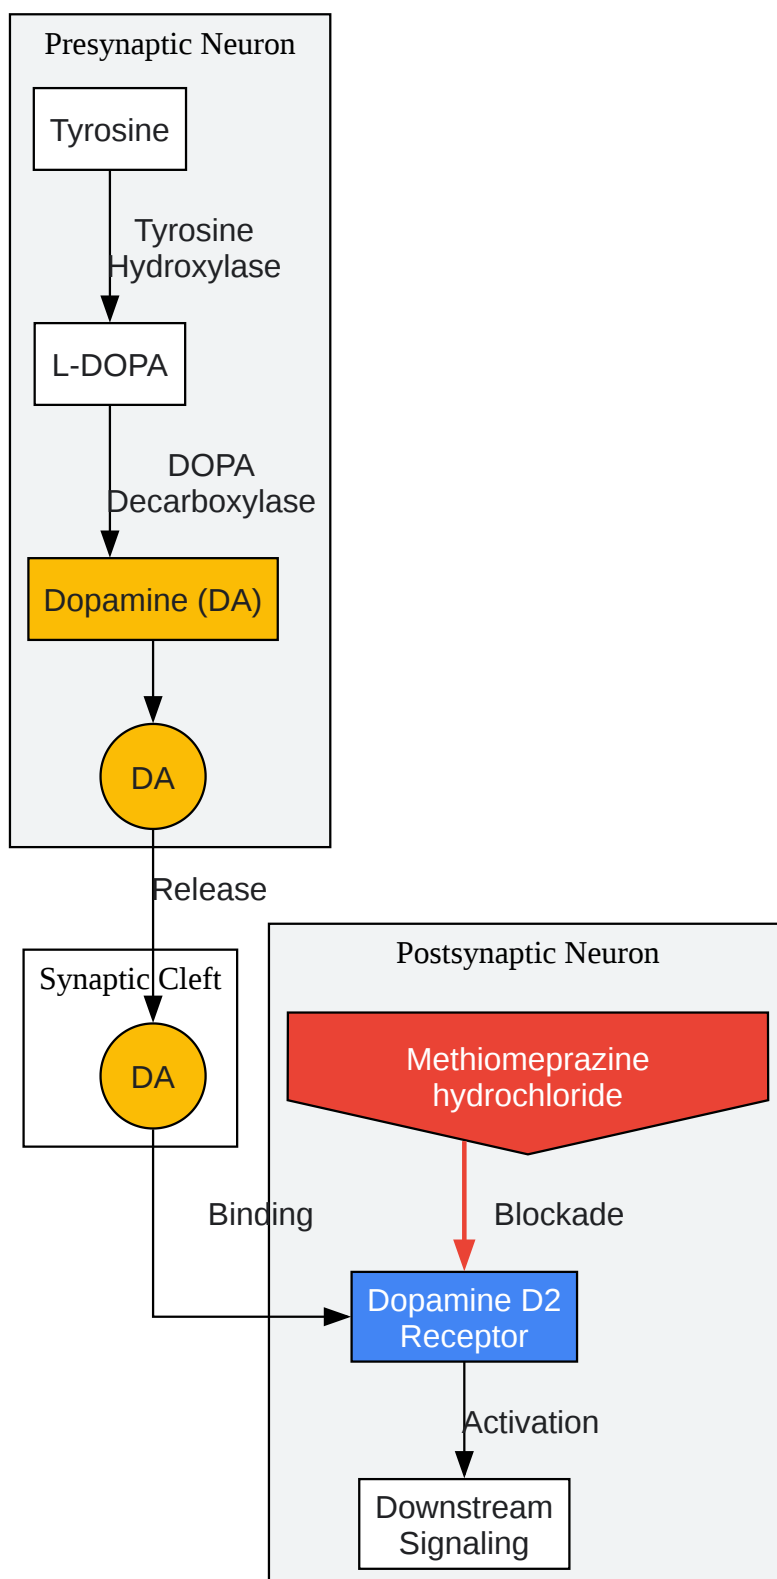 Presynaptic Neuron
Tyrosine
Tyrosine
Hydroxylase
L-DOPA
DOPA
Decarboxylase
Dopamine (DA)
DA
Release
Synaptic Cleft
DA
Binding
Postsynaptic Neuron
Methiomeprazine
hydrochloride
Blockade
Dopamine D2
Receptor
Activation
Downstream
Signaling